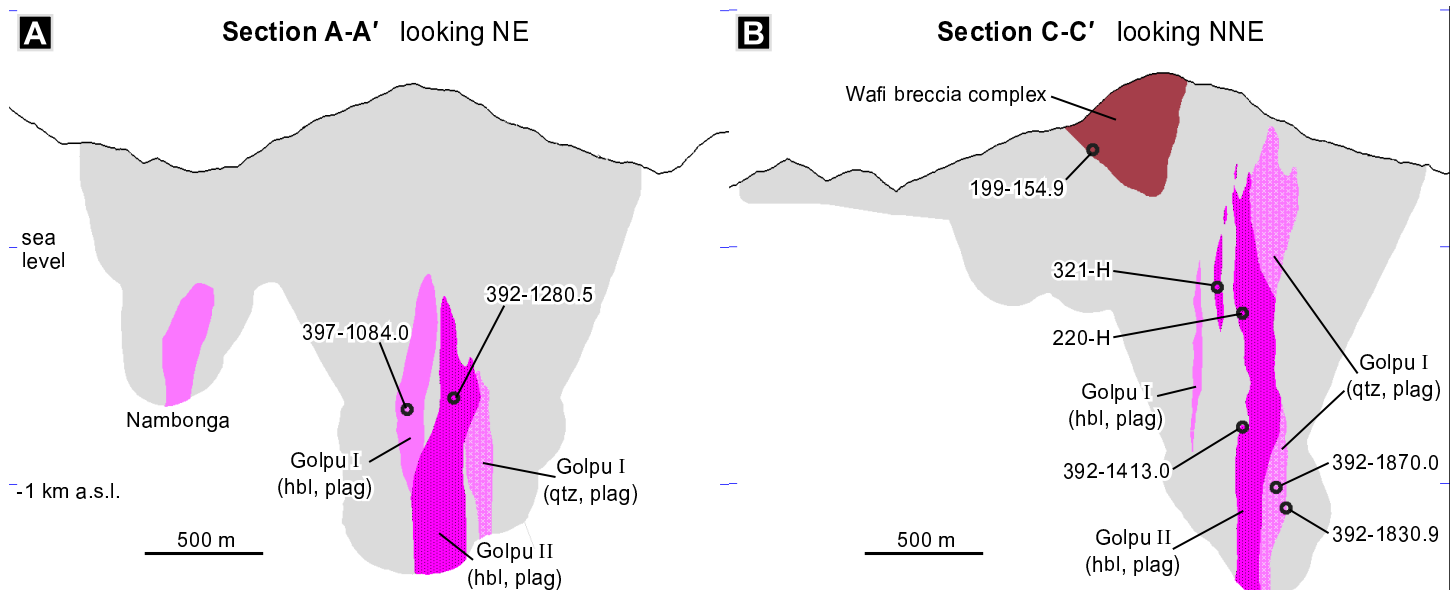 A
Section A-A′ looking NE
sea
level
392-1280.5
397-1084.0
Nambonga
Golpu I
(hbl, plag)
Golpu I
(qtz, plag)
-1 km a.s.l.
500 m
Golpu II
(hbl, plag)
B
Section C-C′ looking NNE
Wafi breccia complex
199-154.9
321-H
220-H
Golpu I
(qtz, plag)
Golpu I
(hbl, plag)
392-1413.0
392-1870.0
392-1830.9
500 m
Golpu II
(hbl, plag)